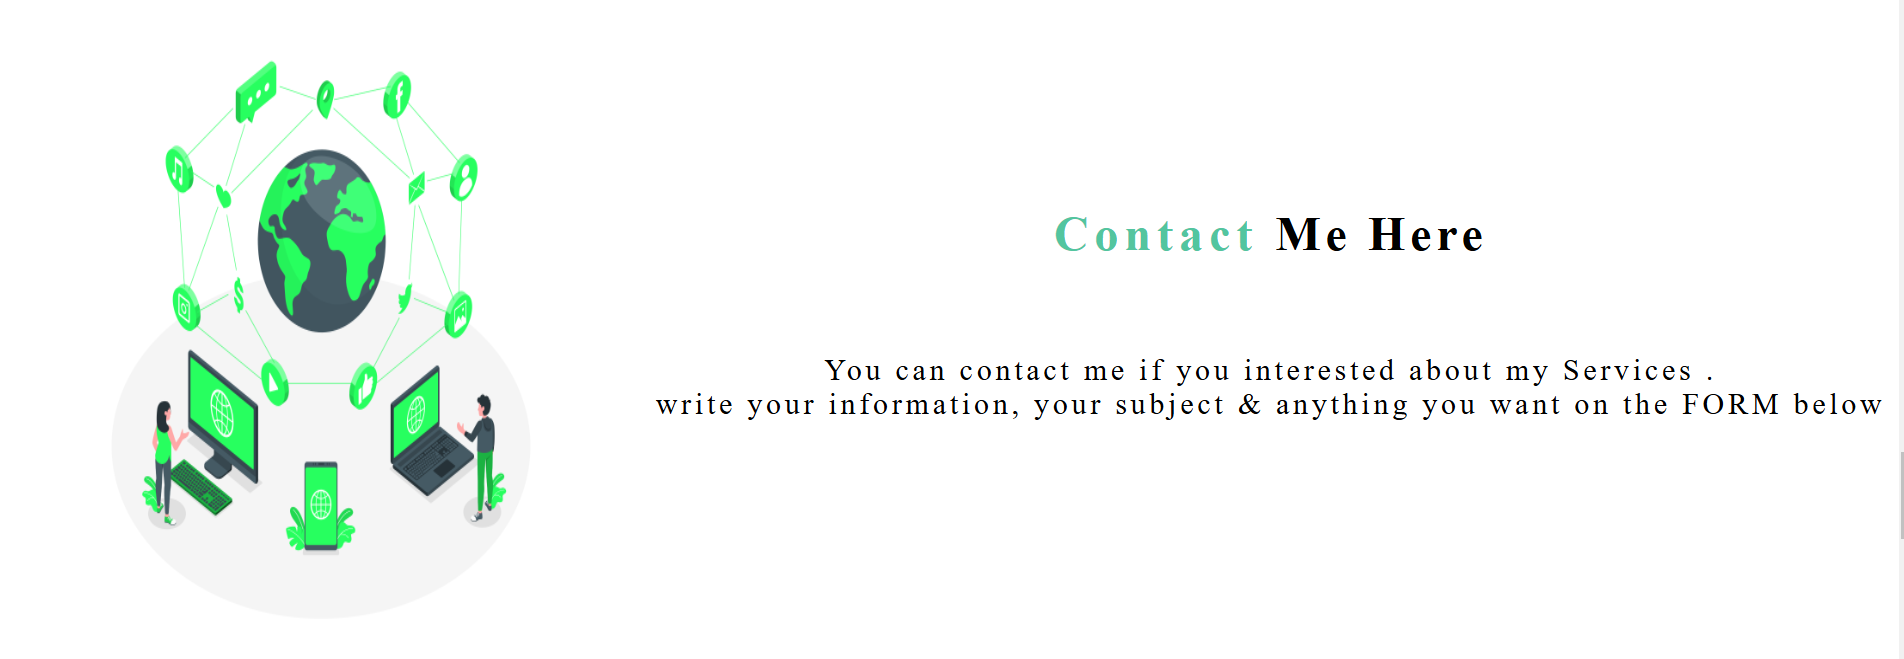 Contact Me Here
You can contact me if you interested about my Services .
write your information, your subject & anything you want on the FORM below